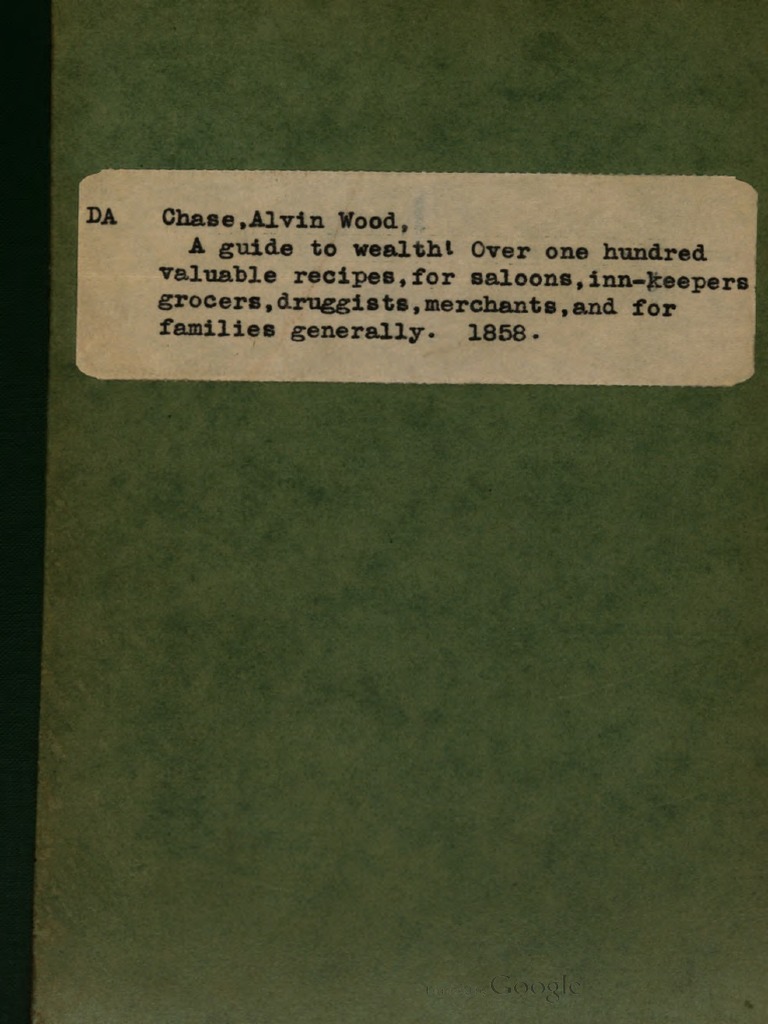 DA Chase,Alvin Wood,
A guide to wealth! Over one hundred
valuable recipes,for saloons,inn-keepers
grocers,druggists,merchants,and for
families generally. 1858.
Google